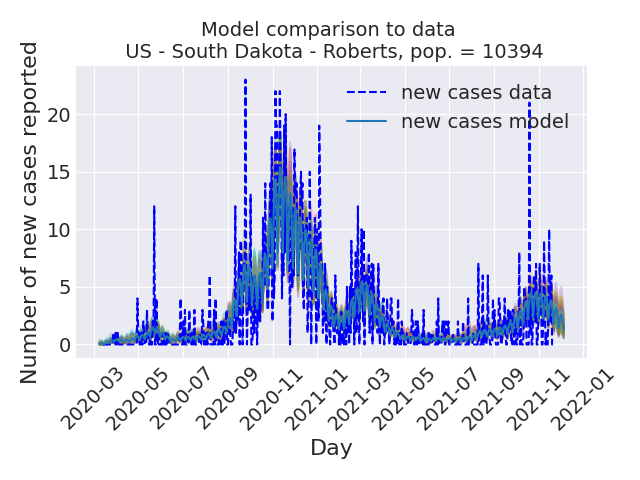 Model comparison to data
US - South Dakota - Roberts, pop. = 10394
Number of new cases reported
20
15
10
5
0
new cases data
new cases model
2020-03
2020-05
2020-07
2020-09
2020-11
2021-01
2021-03
2021-05
2021-07
2021-09
2021-11
2022-01
Day